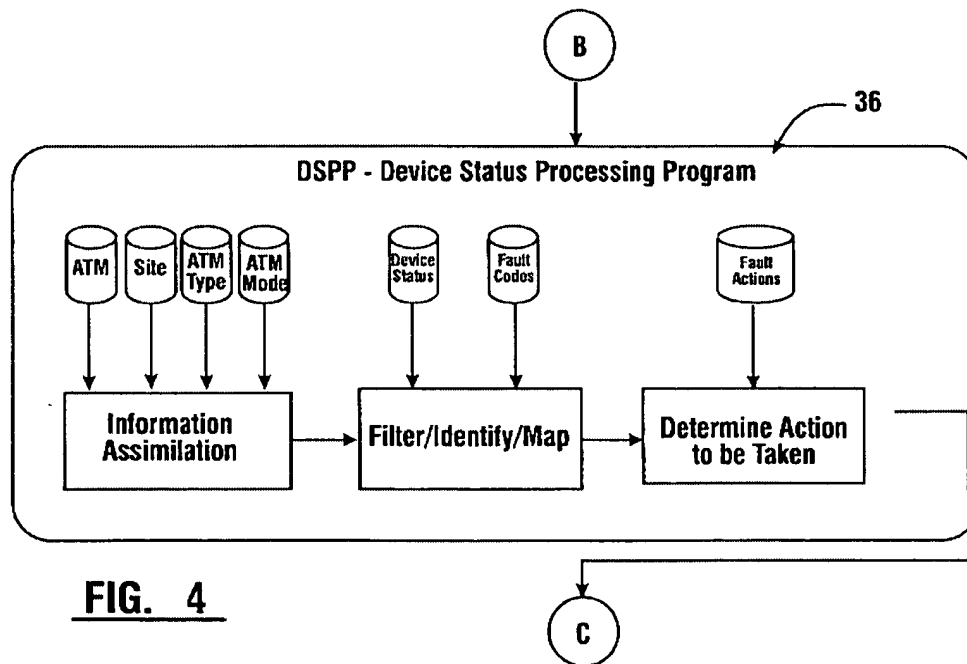 B
36
DSPP - Device Status Processing Program
ATM
Site
ATM
Type
ATM
Mode
Device
Status
Fault
Codos
Fault
Actions
Information
Assimilation
Filter/Identify/Map
Determine Action
to be Taken
FIG. 4
C